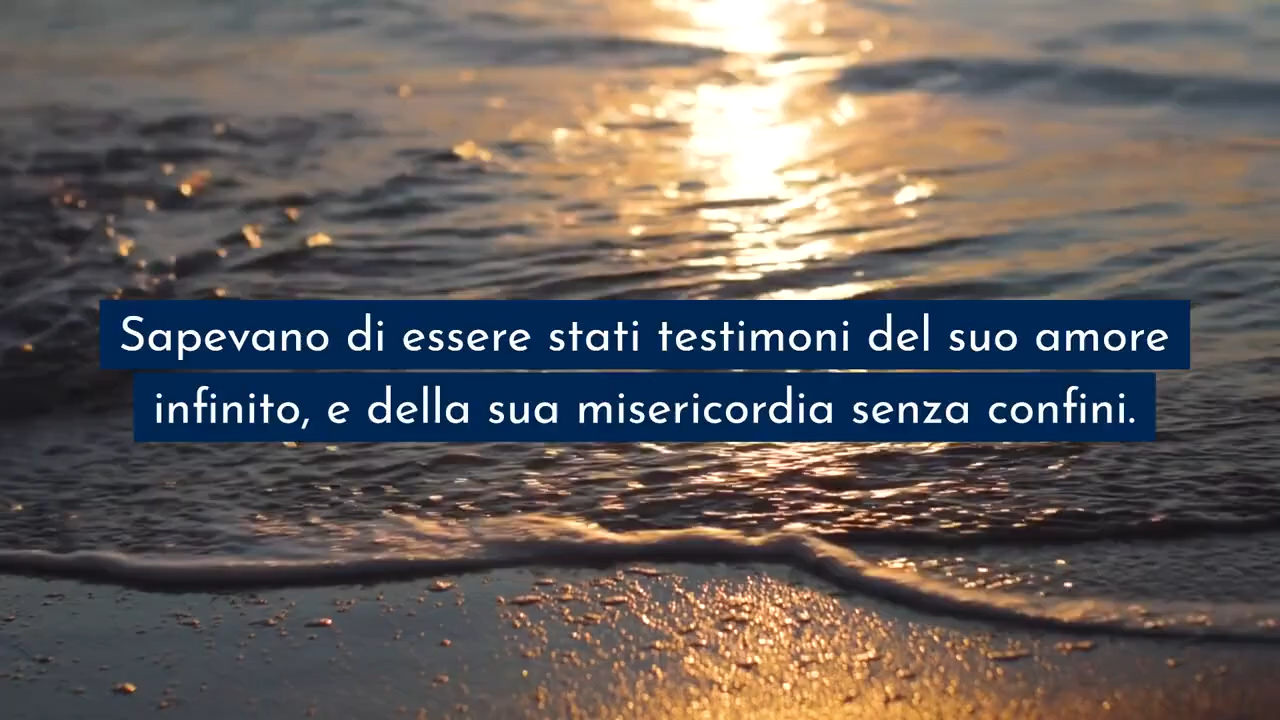 Sapevano di essere stati testimoni del suo amore
infinito, e della sua misericordia senza confini.